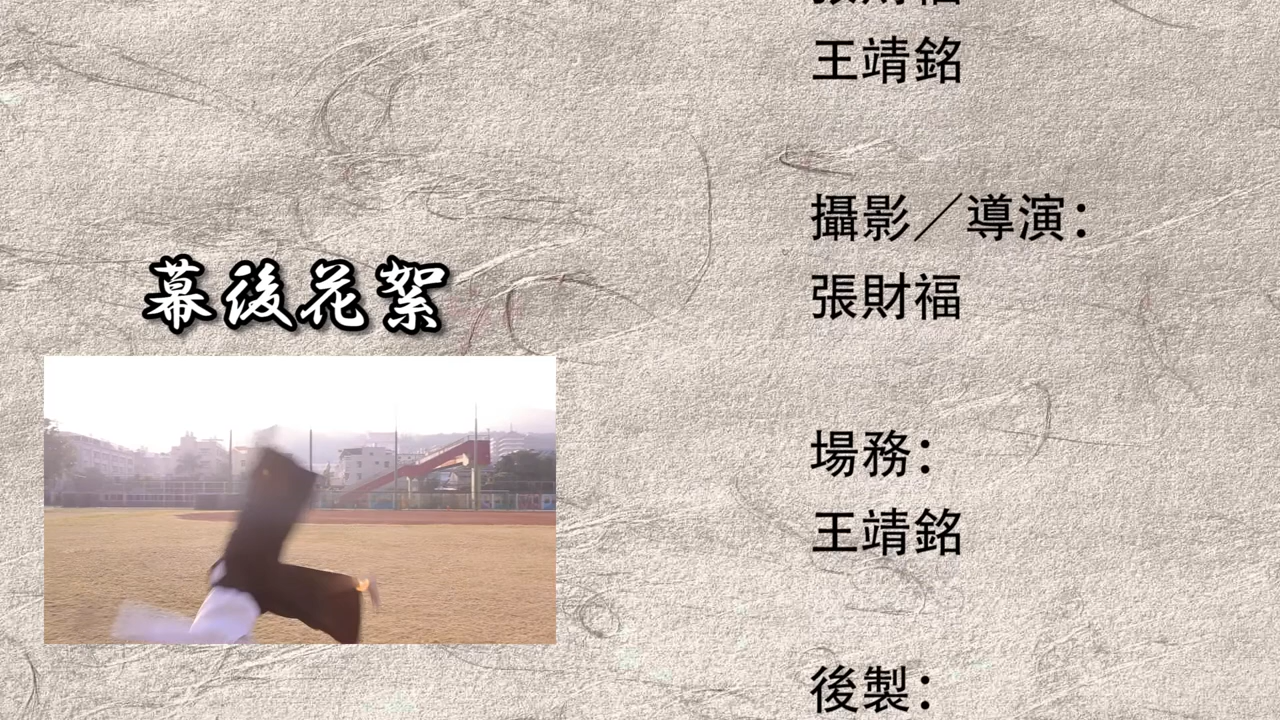 王靖銘
攝影／導演：
張財福
場務：
王靖銘
後製：
幕後花絮